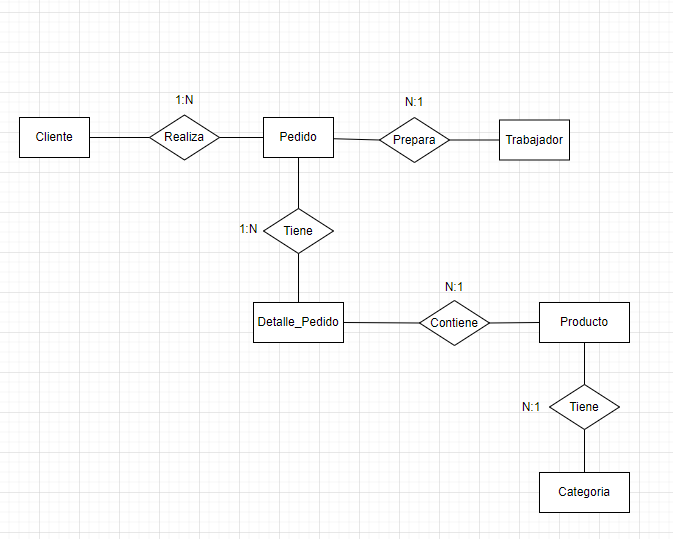 1:N
N:1
Cliente
Realiza
Pedido
Prepara
Trabajador
1:N
Tiene
N:1
Detalle_Pedido
Contiene
Producto
N:1
Tiene
Categoria